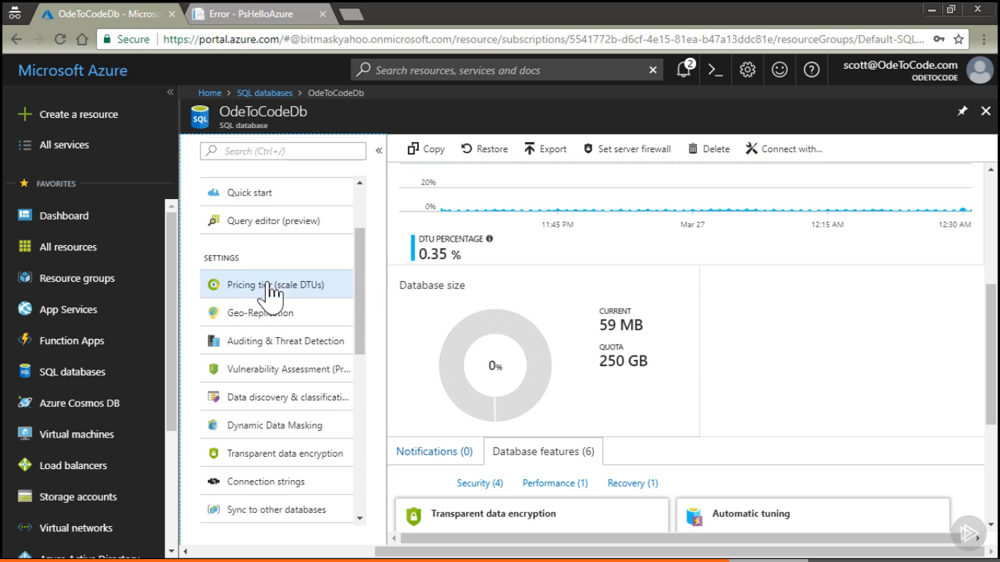 OdeToCodeDb - Microso
Error - PsHelloAzure
Secure
https://portal.azure.com/#@bitmaskyahoo.onmicrosoft.com/resource/subscriptions/5541772b-d6cf-4e15-81ea-b47a13ddc81e/resourceGroups/Default-SQL...
Microsoft Azure
Search resources, services and docs
2
scott@OdeToCode.com
ODETOCODE
Create a resource
All services
FAVORITES
Dashboard
All resources
Resource groups
App Services
Function Apps
SQL databases
Azure Cosmos DB
Virtual machines
Load balancers
Storage accounts
Virtual networks
Azure Active Directory
Home > SQL databases > OdeToCodeDb
SQL
OdeToCodeDb
SQL database
Search (Ctrl+/)
Quick start
Query editor (preview)
SETTINGS
Pricing tier (scale DTUs)
Geo-Replication
Auditing & Threat Detection
Vulnerability Assessment (Pr...
Data discovery & classificati...
Dynamic Data Masking
Transparent data encryption
Connection strings
Sync to other databases
Copy Restore Export Set server firewall Delete Connect with...
20%
0%
11:45 PM Mar 27 12:15 AM 12:30 AM
DTU PERCENTAGE
0.35 %
Database size
0%
CURRENT
59 MB
QUOTA
250 GB
Notifications (0) Database features (6)
Security (4) Performance (1) Recovery (1)
Transparent data encryption
Automatic tuning